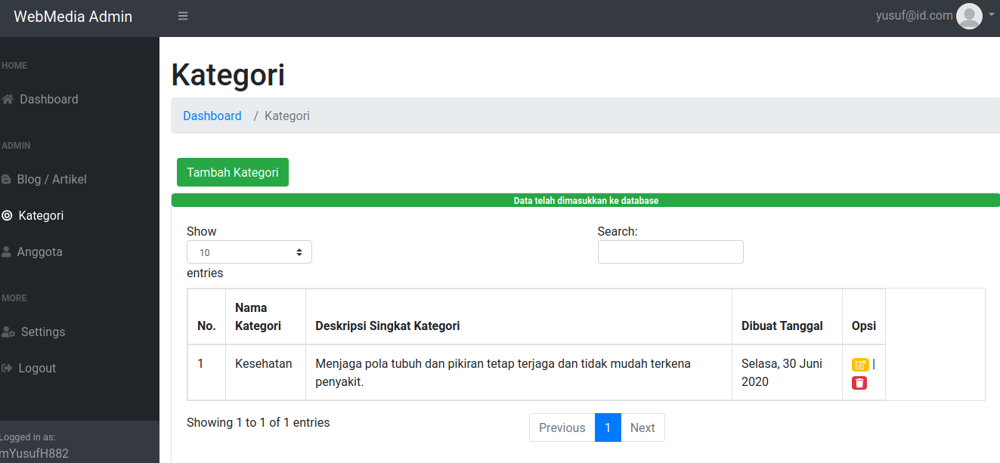 WebMedia Admin
yusuf@id.com
HOME
Dashboard
ADMIN
Blog / Artikel
Kategori
Anggota
MORE
Settings
Logout
Logged in as:
mYusufH882
Kategori
Dashboard / Kategori
Tambah Kategori
Data telah dimasukkan ke database
Show
10
entries
Search:
No.
Nama
Kategori
Deskripsi Singkat Kategori
Dibuat Tanggal
Opsi
1
Kesehatan
Menjaga pola tubuh dan pikiran tetap terjaga dan tidak mudah terkena
penyakit.
Selasa, 30 Juni
2020
|
Showing 1 to 1 of 1 entries
Previous 1 Next